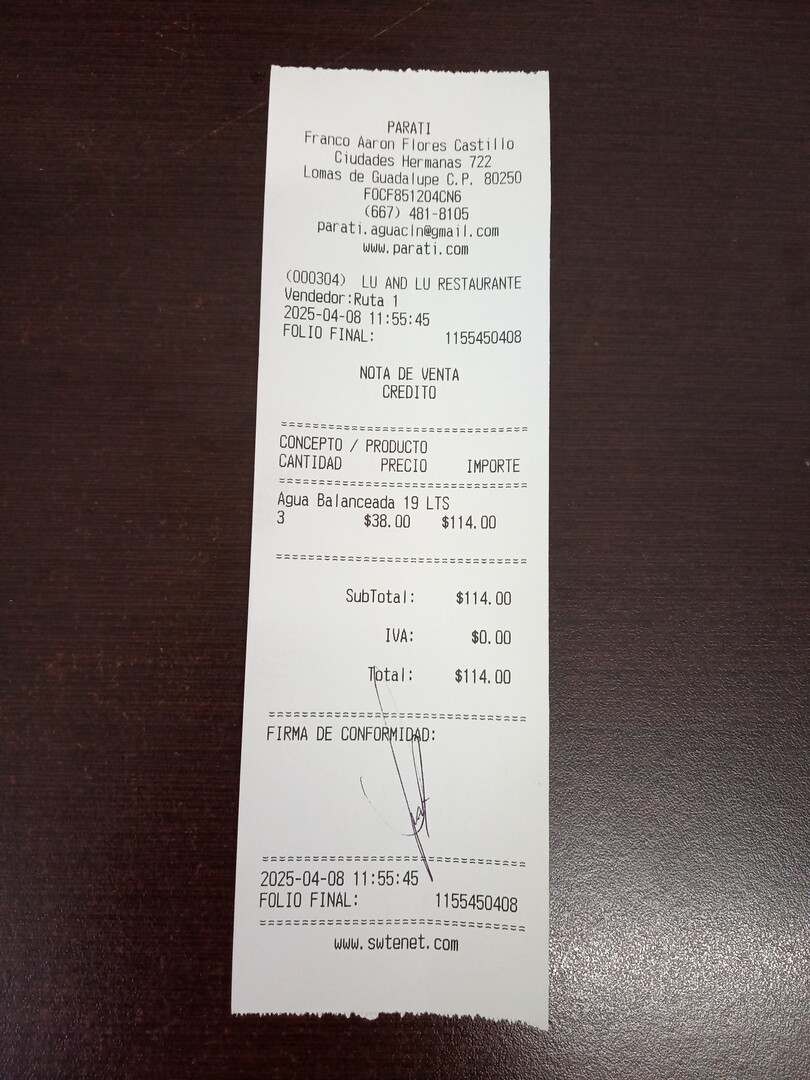 PARATI
Franco Aaron Flores Castillo
Ciudades Hermanas 722
Lomas de Guadalupe C.P. 80250
FOCF851204CN6
(667) 481-8105
parati.aguacln@gmail.com
www.parati.com
(000304) LU AND LU RESTAURANTE
Vendedor:Ruta 1
2025-04-08 11:55:45
FOLIO FINAL: 1155450408
NOTA DE VENTA
CREDITO
CONCEPTO / PRODUCTO
CANTIDAD PRECIO IMPORTE
Agua Balanceada 19 LTS
3 $38.00 $114.00
SubTotal: $114.00
IVA: $0.00
Total: $114.00
FIRMA DE CONFORMIDAD:
2025-04-08 11:55:45
FOLIO FINAL: 1155450408
www.swtenet.com